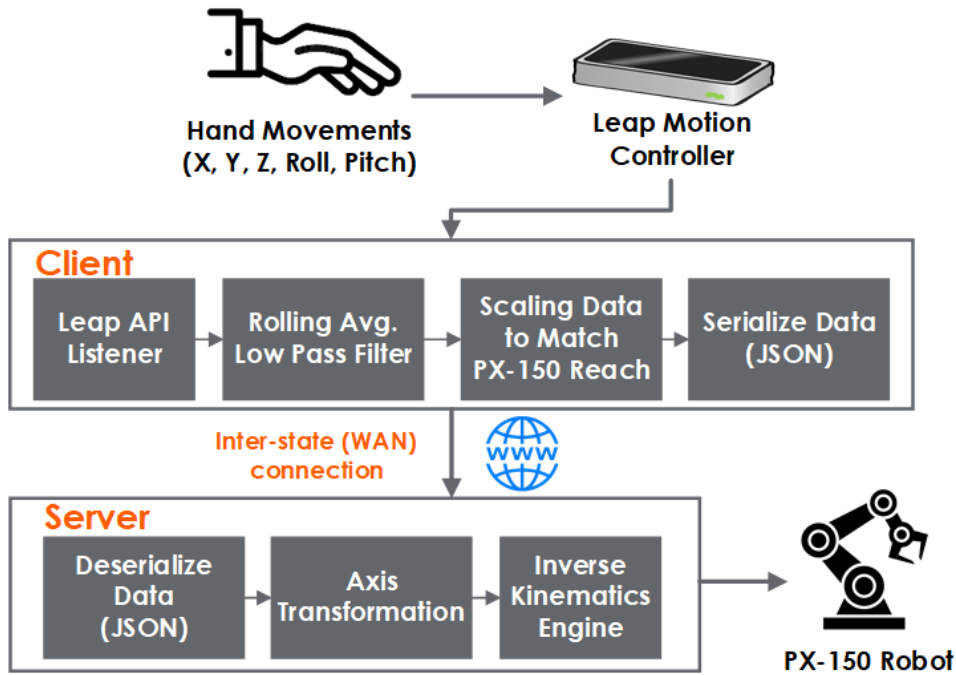 Hand Movements
(X, Y, Z, Roll, Pitch)
Leap Motion
Controller
Client
Leap API
Listener
Rolling Avg.
Low Pass Filter
Scaling Data
to Match
PX-150 Reach
Serialize Data
(JSON)
Inter-state (WAN)
connection
www
Server
Deserialize
Data
(JSON)
Axis
Transformation
Inverse
Kinematics
Engine
PX-150 Robot